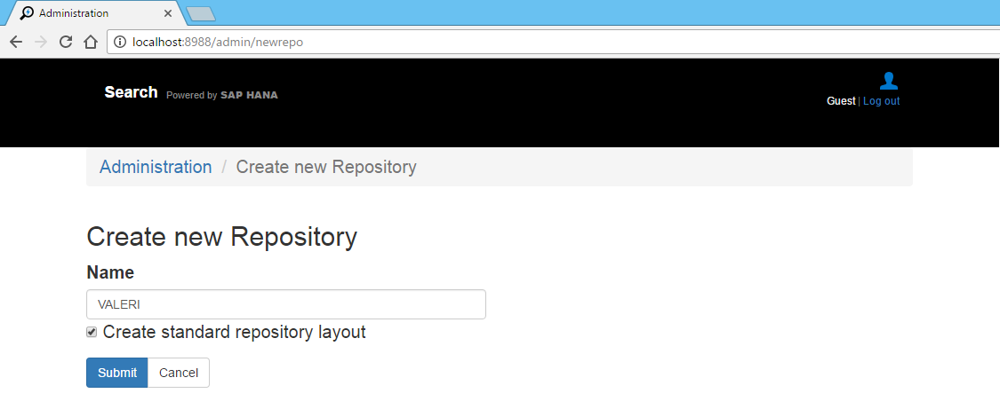 Administration
localhost:8988/admin/newrepo
Search Powered by SAP HANA
Guest | Log out
Administration / Create new Repository
Create new Repository
Name
VALERI
Create standard repository layout
Submit Cancel